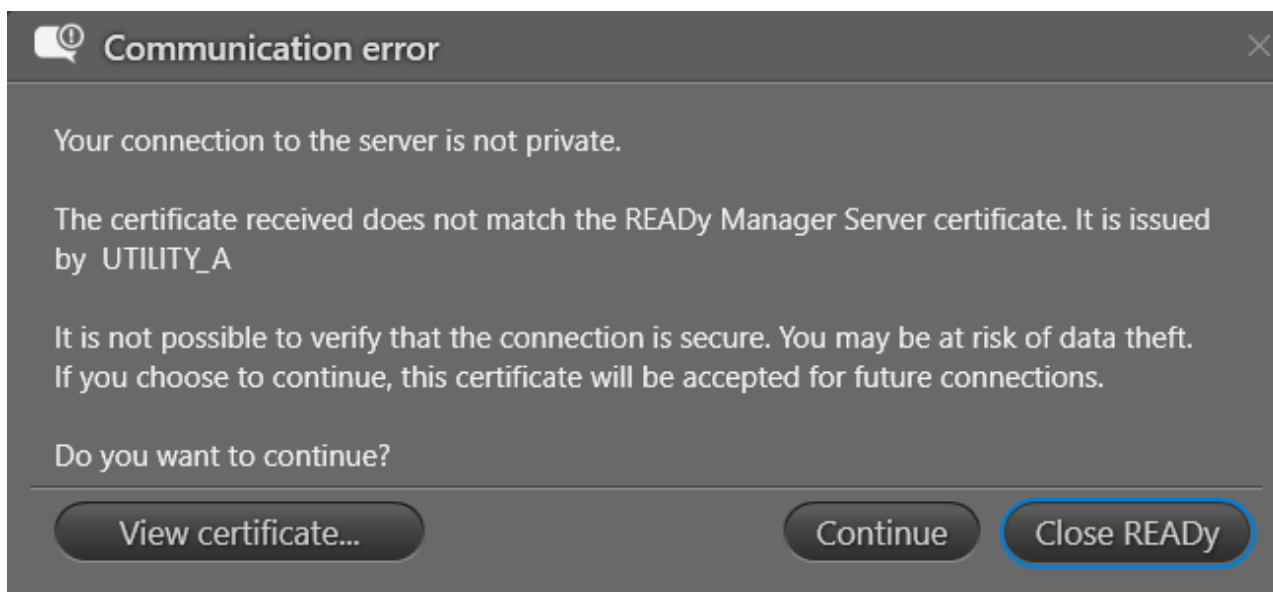 Communication error
Your connection to the server is not private.
The certificate received does not match the READy Manager Server certificate. It is issued
by UTILITY_A
It is not possible to verify that the connection is secure. You may be at risk of data theft.
If you choose to continue, this certificate will be accepted for future connections.
Do you want to continue?
View certificate...
Continue
Close READy